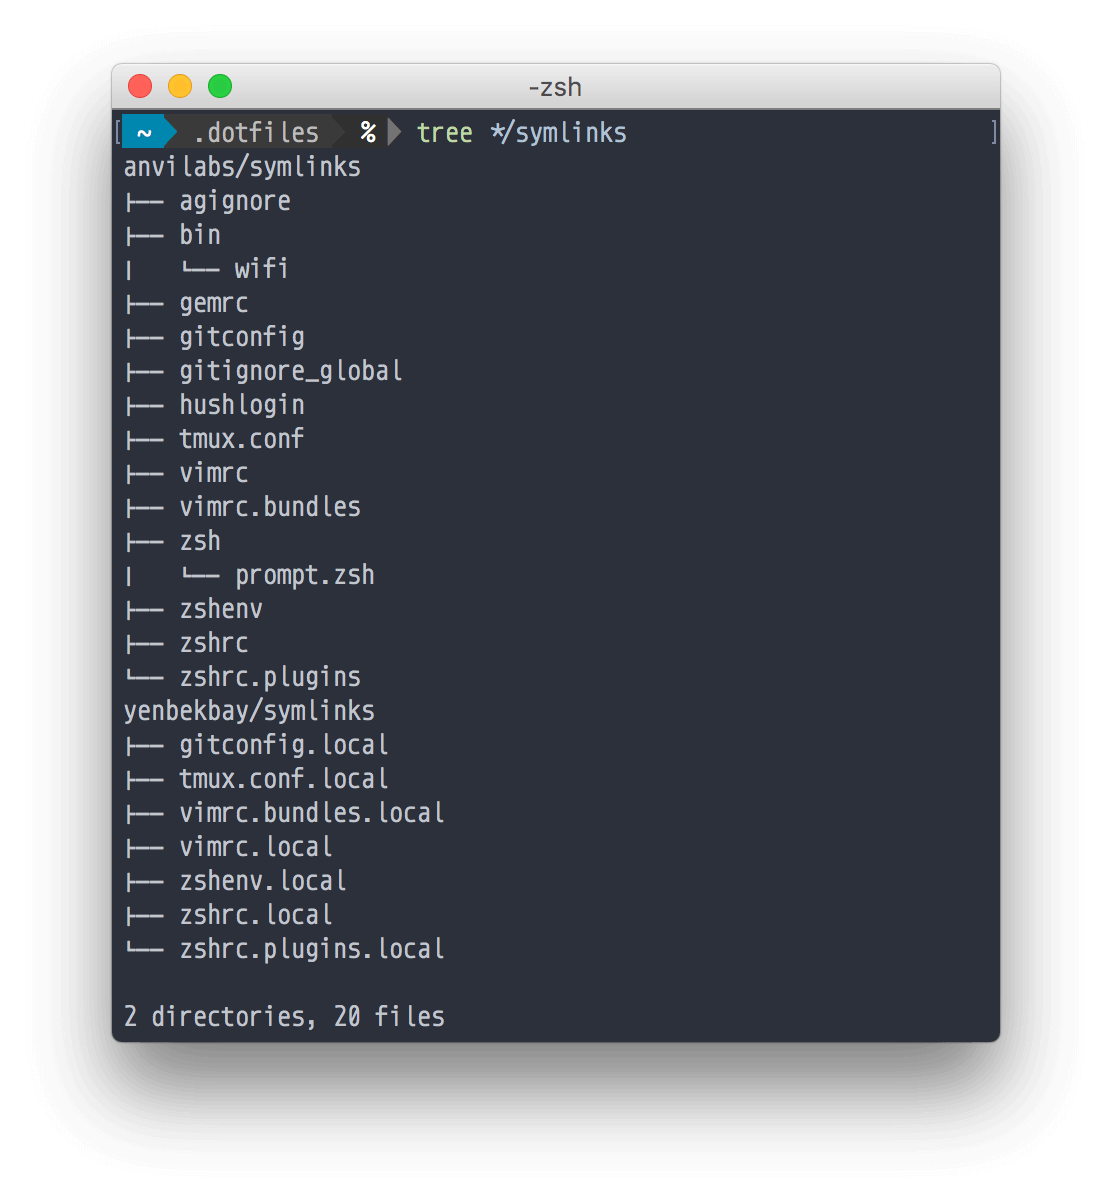 -zsh
[ ~ .dotfiles % tree */symlinks ]
anvilabs/symlinks
├── agignore
├── bin
|   └── wifi
├── gemrc
├── gitconfig
├── gitignore_global
├── hushlogin
├── tmux.conf
├── vimrc
├── vimrc.bundles
├── zsh
|   └── prompt.zsh
├── zshenv
├── zshrc
└── zshrc.plugins
yenbekbay/symlinks
├── gitconfig.local
├── tmux.conf.local
├── vimrc.bundles.local
├── vimrc.local
├── zshenv.local
├── zshrc.local
└── zshrc.plugins.local
2 directories, 20 files